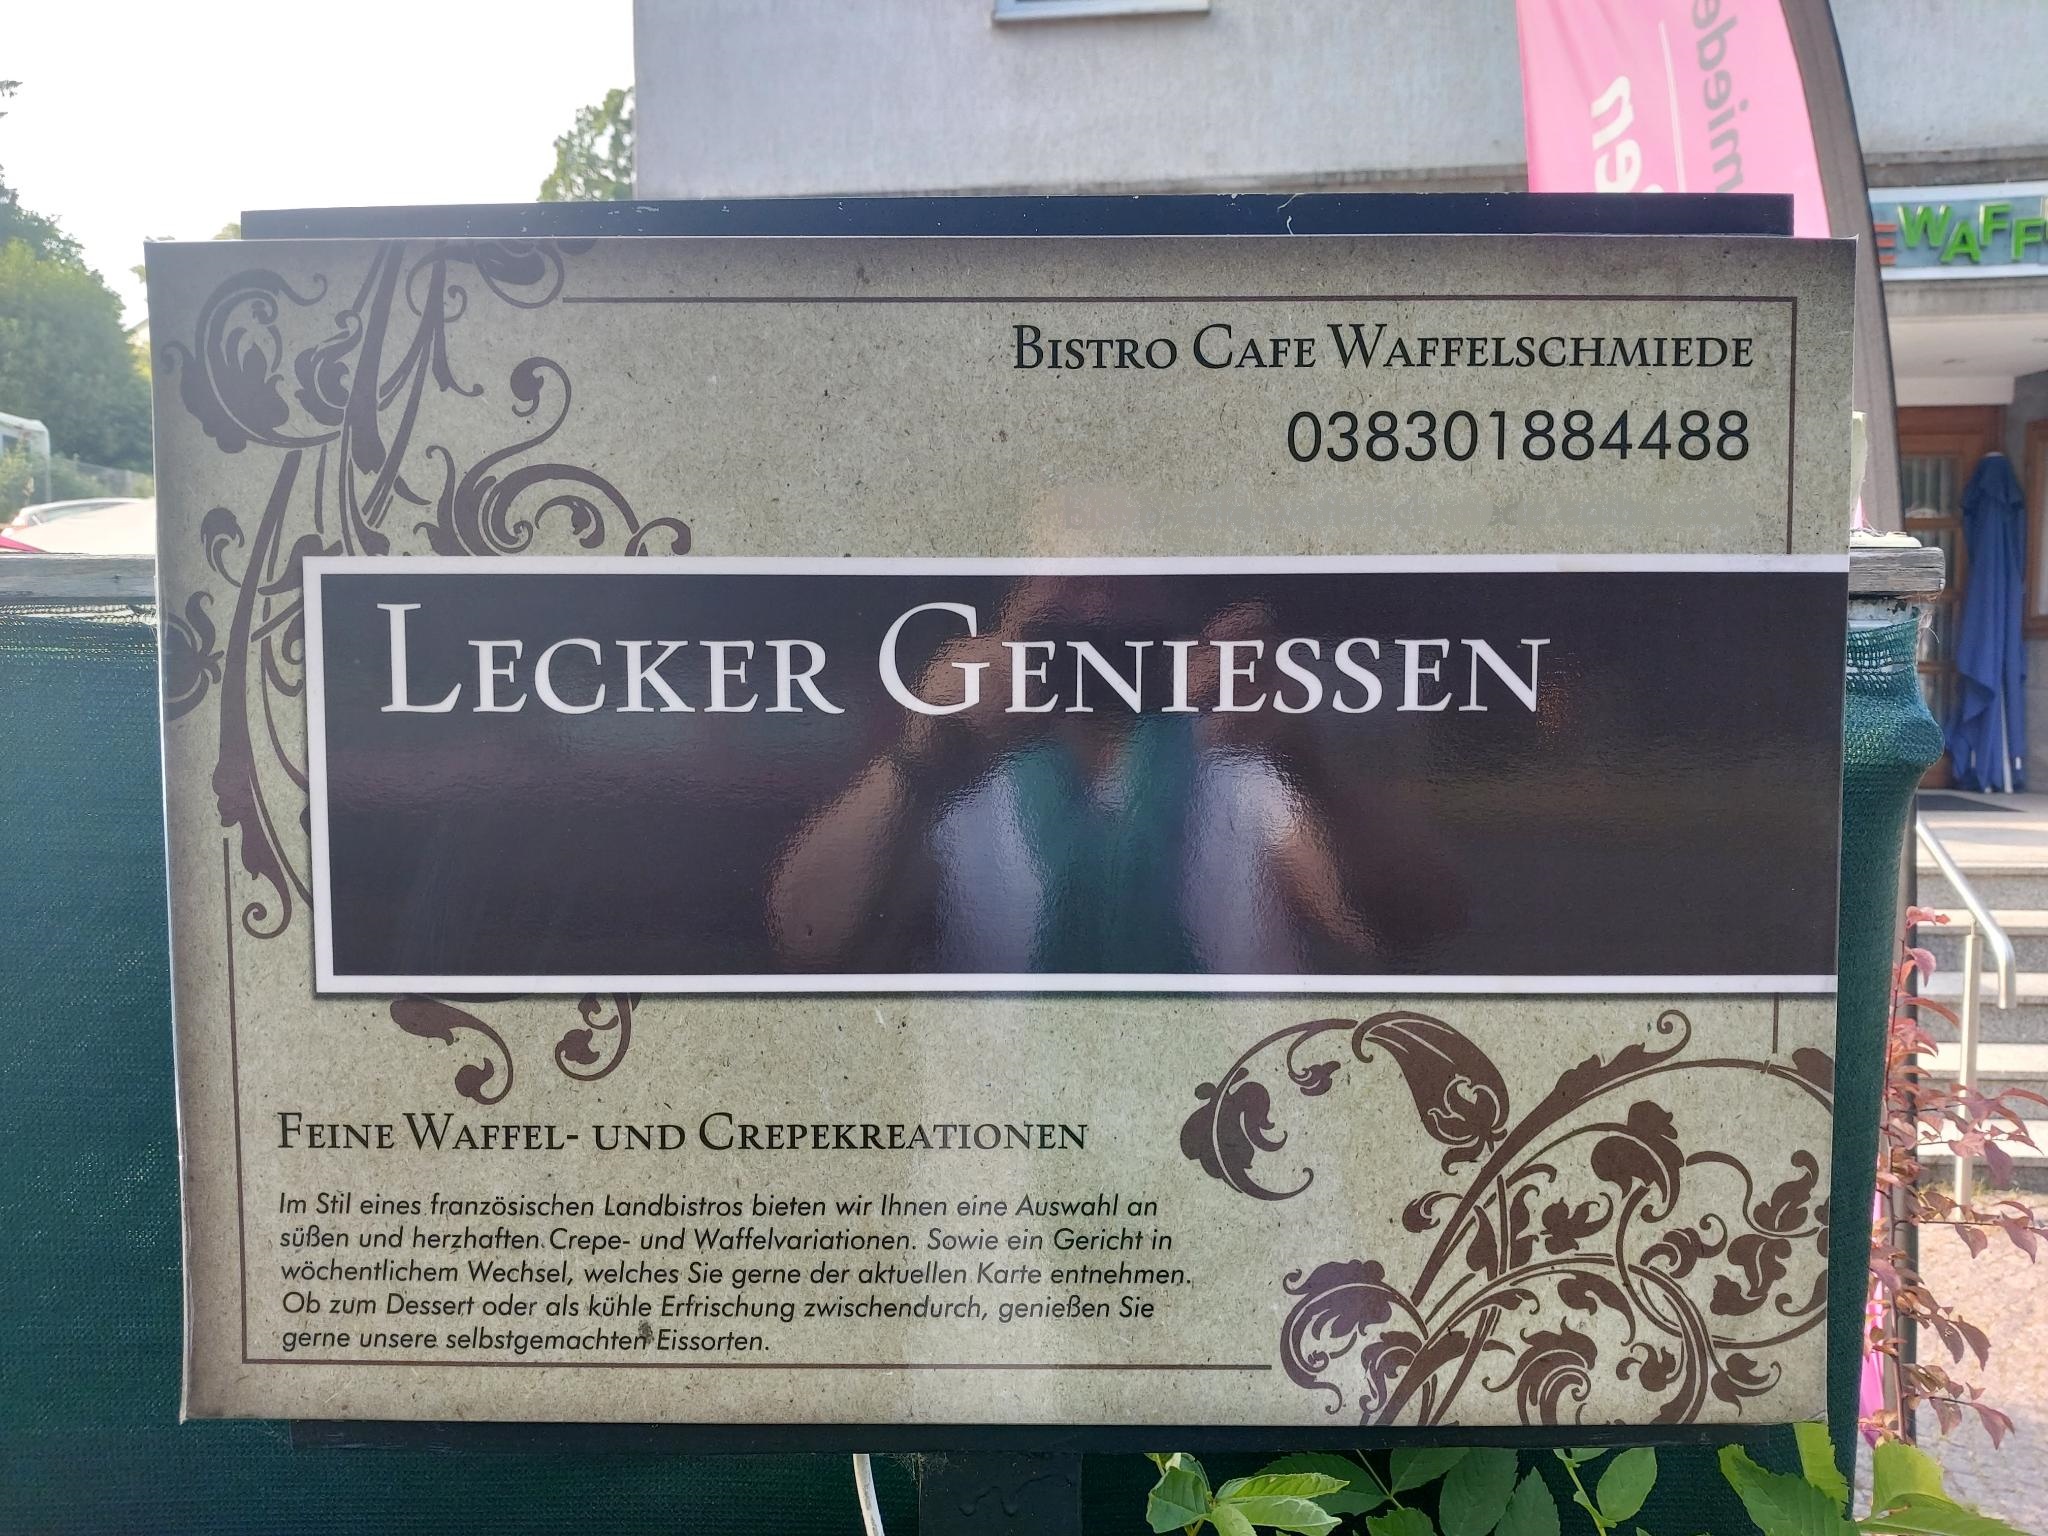 BISTRO CAFE WAFFELSCHMIEDE
038301884488
LECKER GENIESSEN
FEINE WAFFEL- UND CREPEKREATIONEN
Im Stil eines französischen Landbistros bieten wir Ihnen eine Auswahl an
süßen und herzhaften Crepe- und Waffelvariationen. Sowie ein Gericht in
wöchentlichem Wechsel, welches Sie gerne der aktuellen Karte entnehmen.
Ob zum Dessert oder als kühle Erfrischung zwischendurch, genießen Sie
gerne unsere selbstgemachten Eissorten.